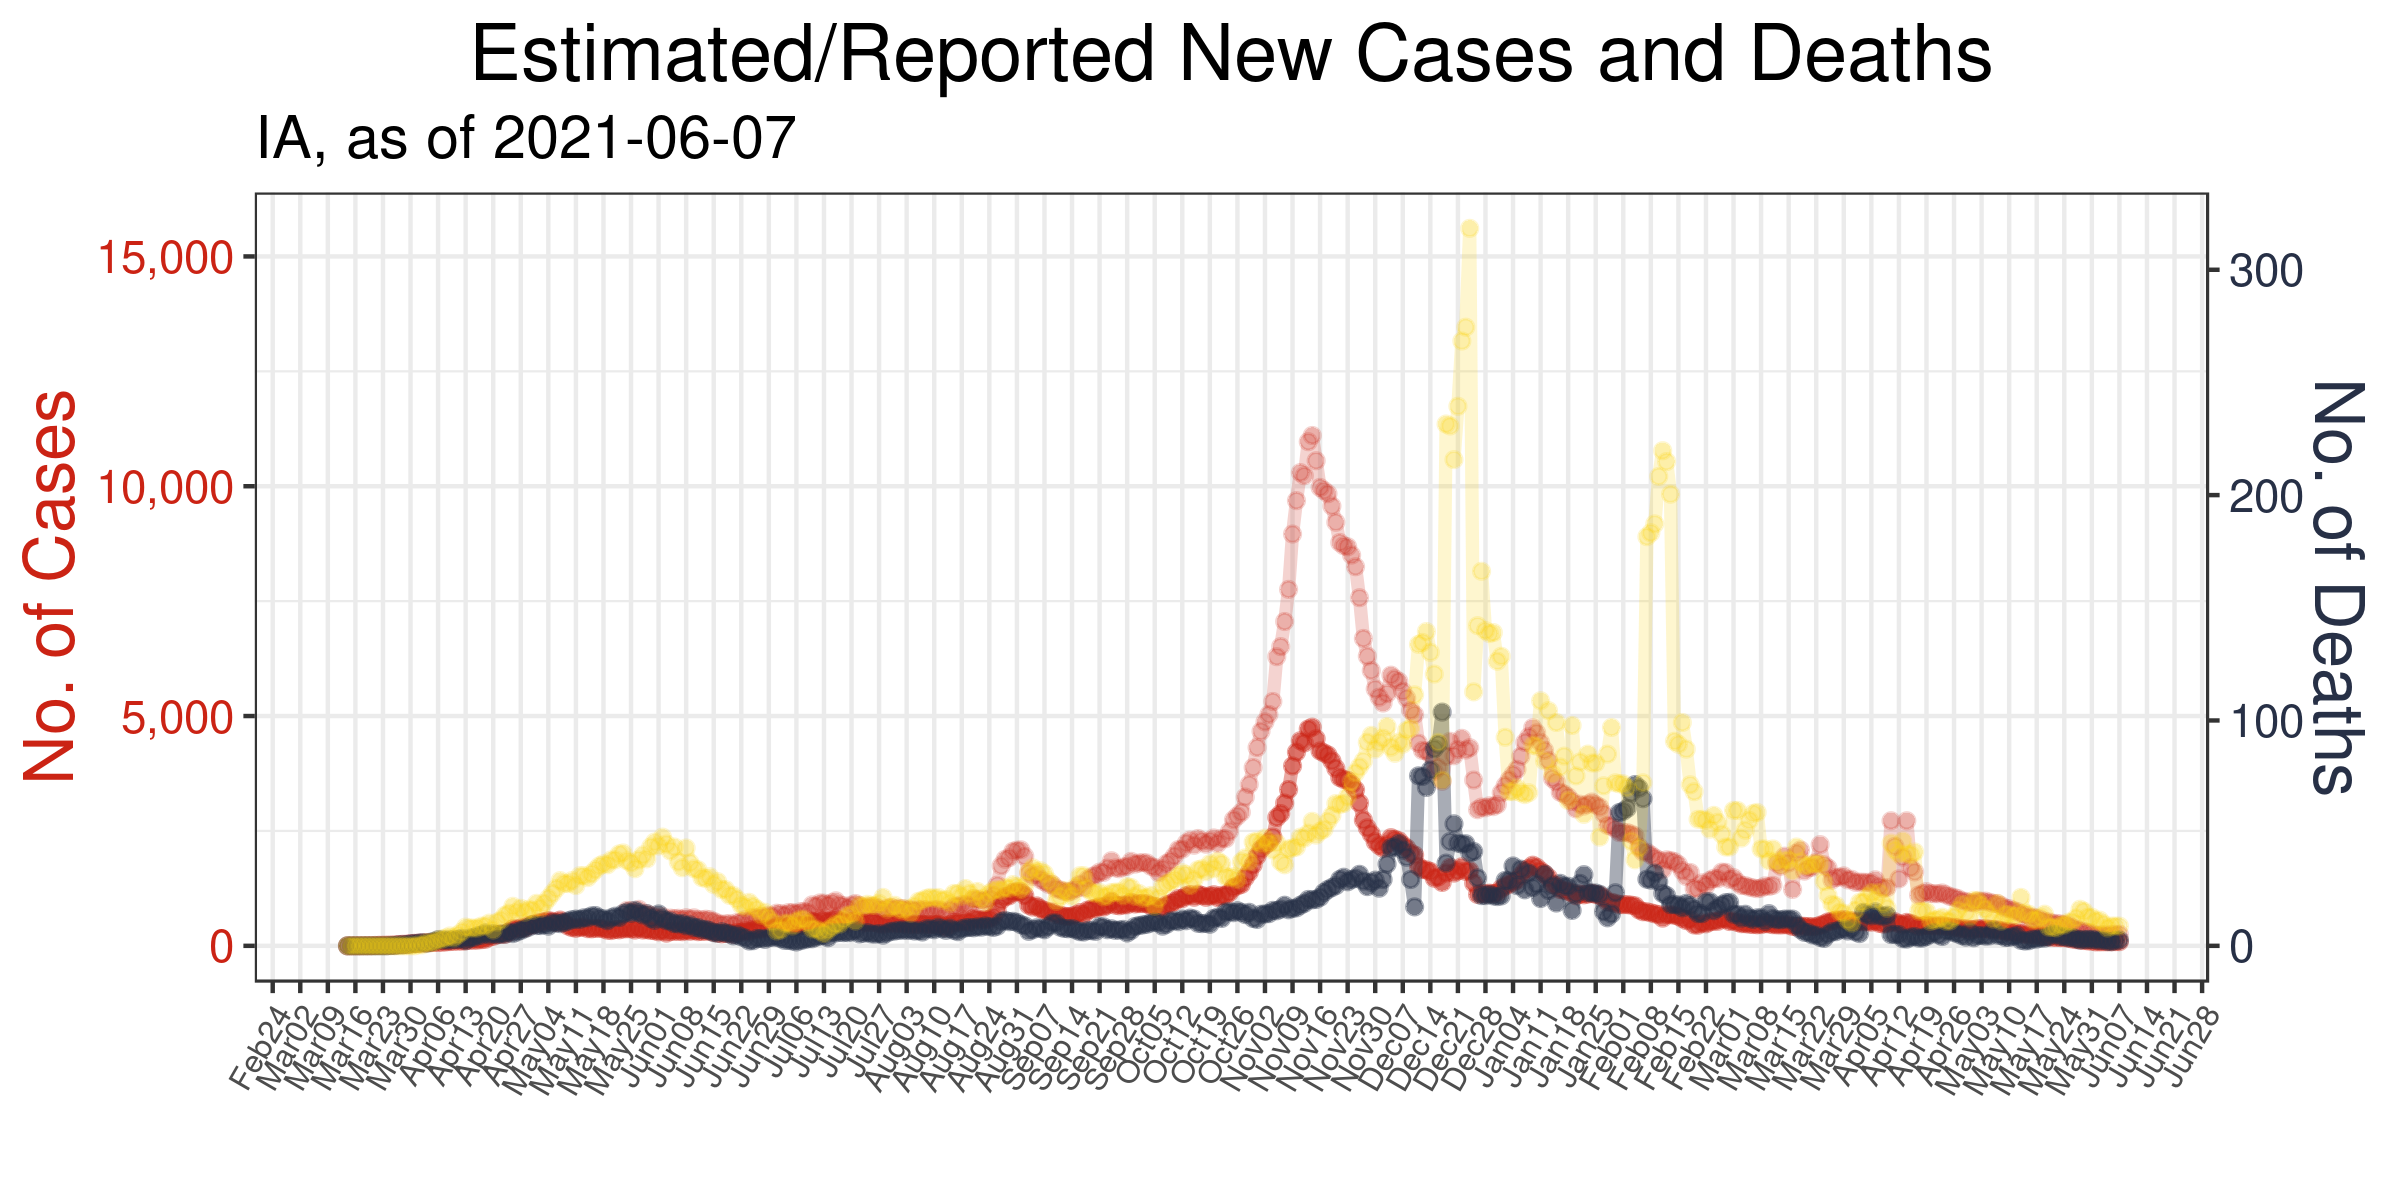 Estimated/Reported New Cases and Deaths
IA, as of 2021-06-07
No. of Cases
15,000
10,000
5,000
0
300
200
100
0
No. of Deaths
Feb24
Mar02
Mar09
Mar16
Mar23
Mar30
Apr06
Apr13
Apr20
Apr27
May04
May11
May18
May25
Jun01
Jun08
Jun15
Jun22
Jun29
Jul06
Jul13
Jul20
Jul27
Aug03
Aug10
Aug17
Aug24
Aug31
Sep07
Sep14
Sep21
Sep28
Oct05
Oct12
Oct19
Oct26
Nov02
Nov09
Nov16
Nov23
Nov30
Dec07
Dec14
Dec21
Dec28
Jan04
Jan11
Jan18
Jan25
Feb01
Feb08
Feb15
Feb22
Mar01
Mar08
Mar15
Mar22
Mar29
Apr05
Apr12
Apr19
Apr26
May03
May10
May17
May24
May31
Jun07
Jun14
Jun21
Jun28